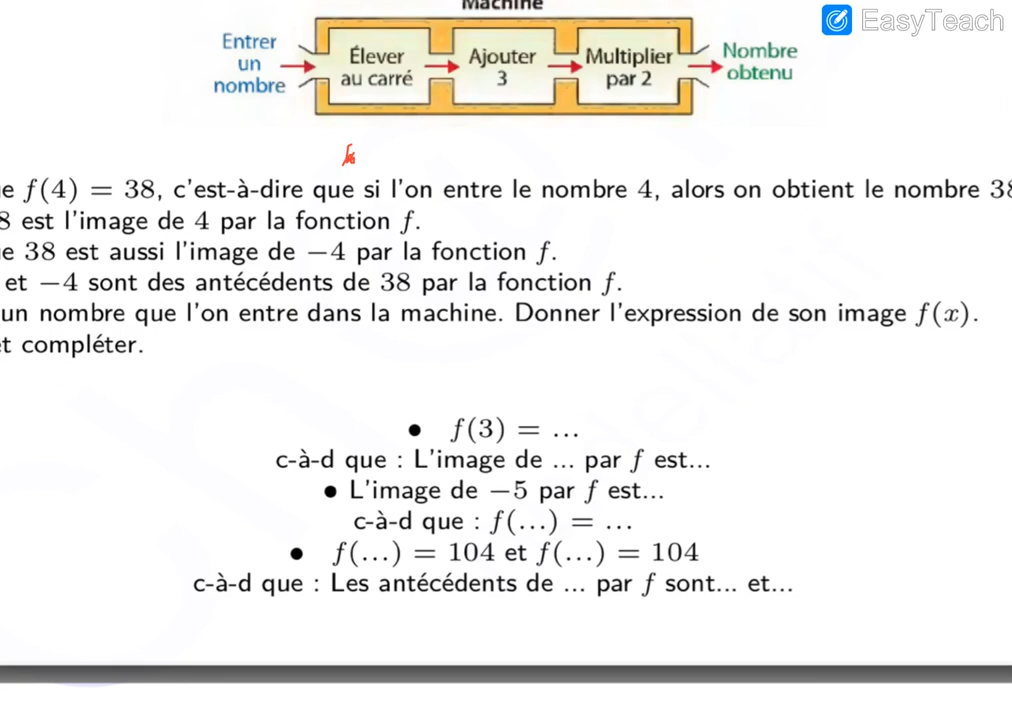 Machine
EasyTeach
Entrer
un
nombre
Élever
au carré
Ajouter
3
Multiplier
par 2
Nombre
obtenu
e f(4) = 38, c'est-à-dire que si l'on entre le nombre 4, alors on obtient le nombre 38
8 est l'image de 4 par la fonction f.
e 38 est aussi l'image de −4 par la fonction f.
et −4 sont des antécédents de 38 par la fonction f.
un nombre que l'on entre dans la machine. Donner l'expression de son image f(x).
t compléter.
• f(3) = ...
c-à-d que : L'image de ... par f est...
• L'image de −5 par f est...
c-à-d que : f(...) = ...
• f(...) = 104 et f(...) = 104
c-à-d que : Les antécédents de ... par f sont... et...